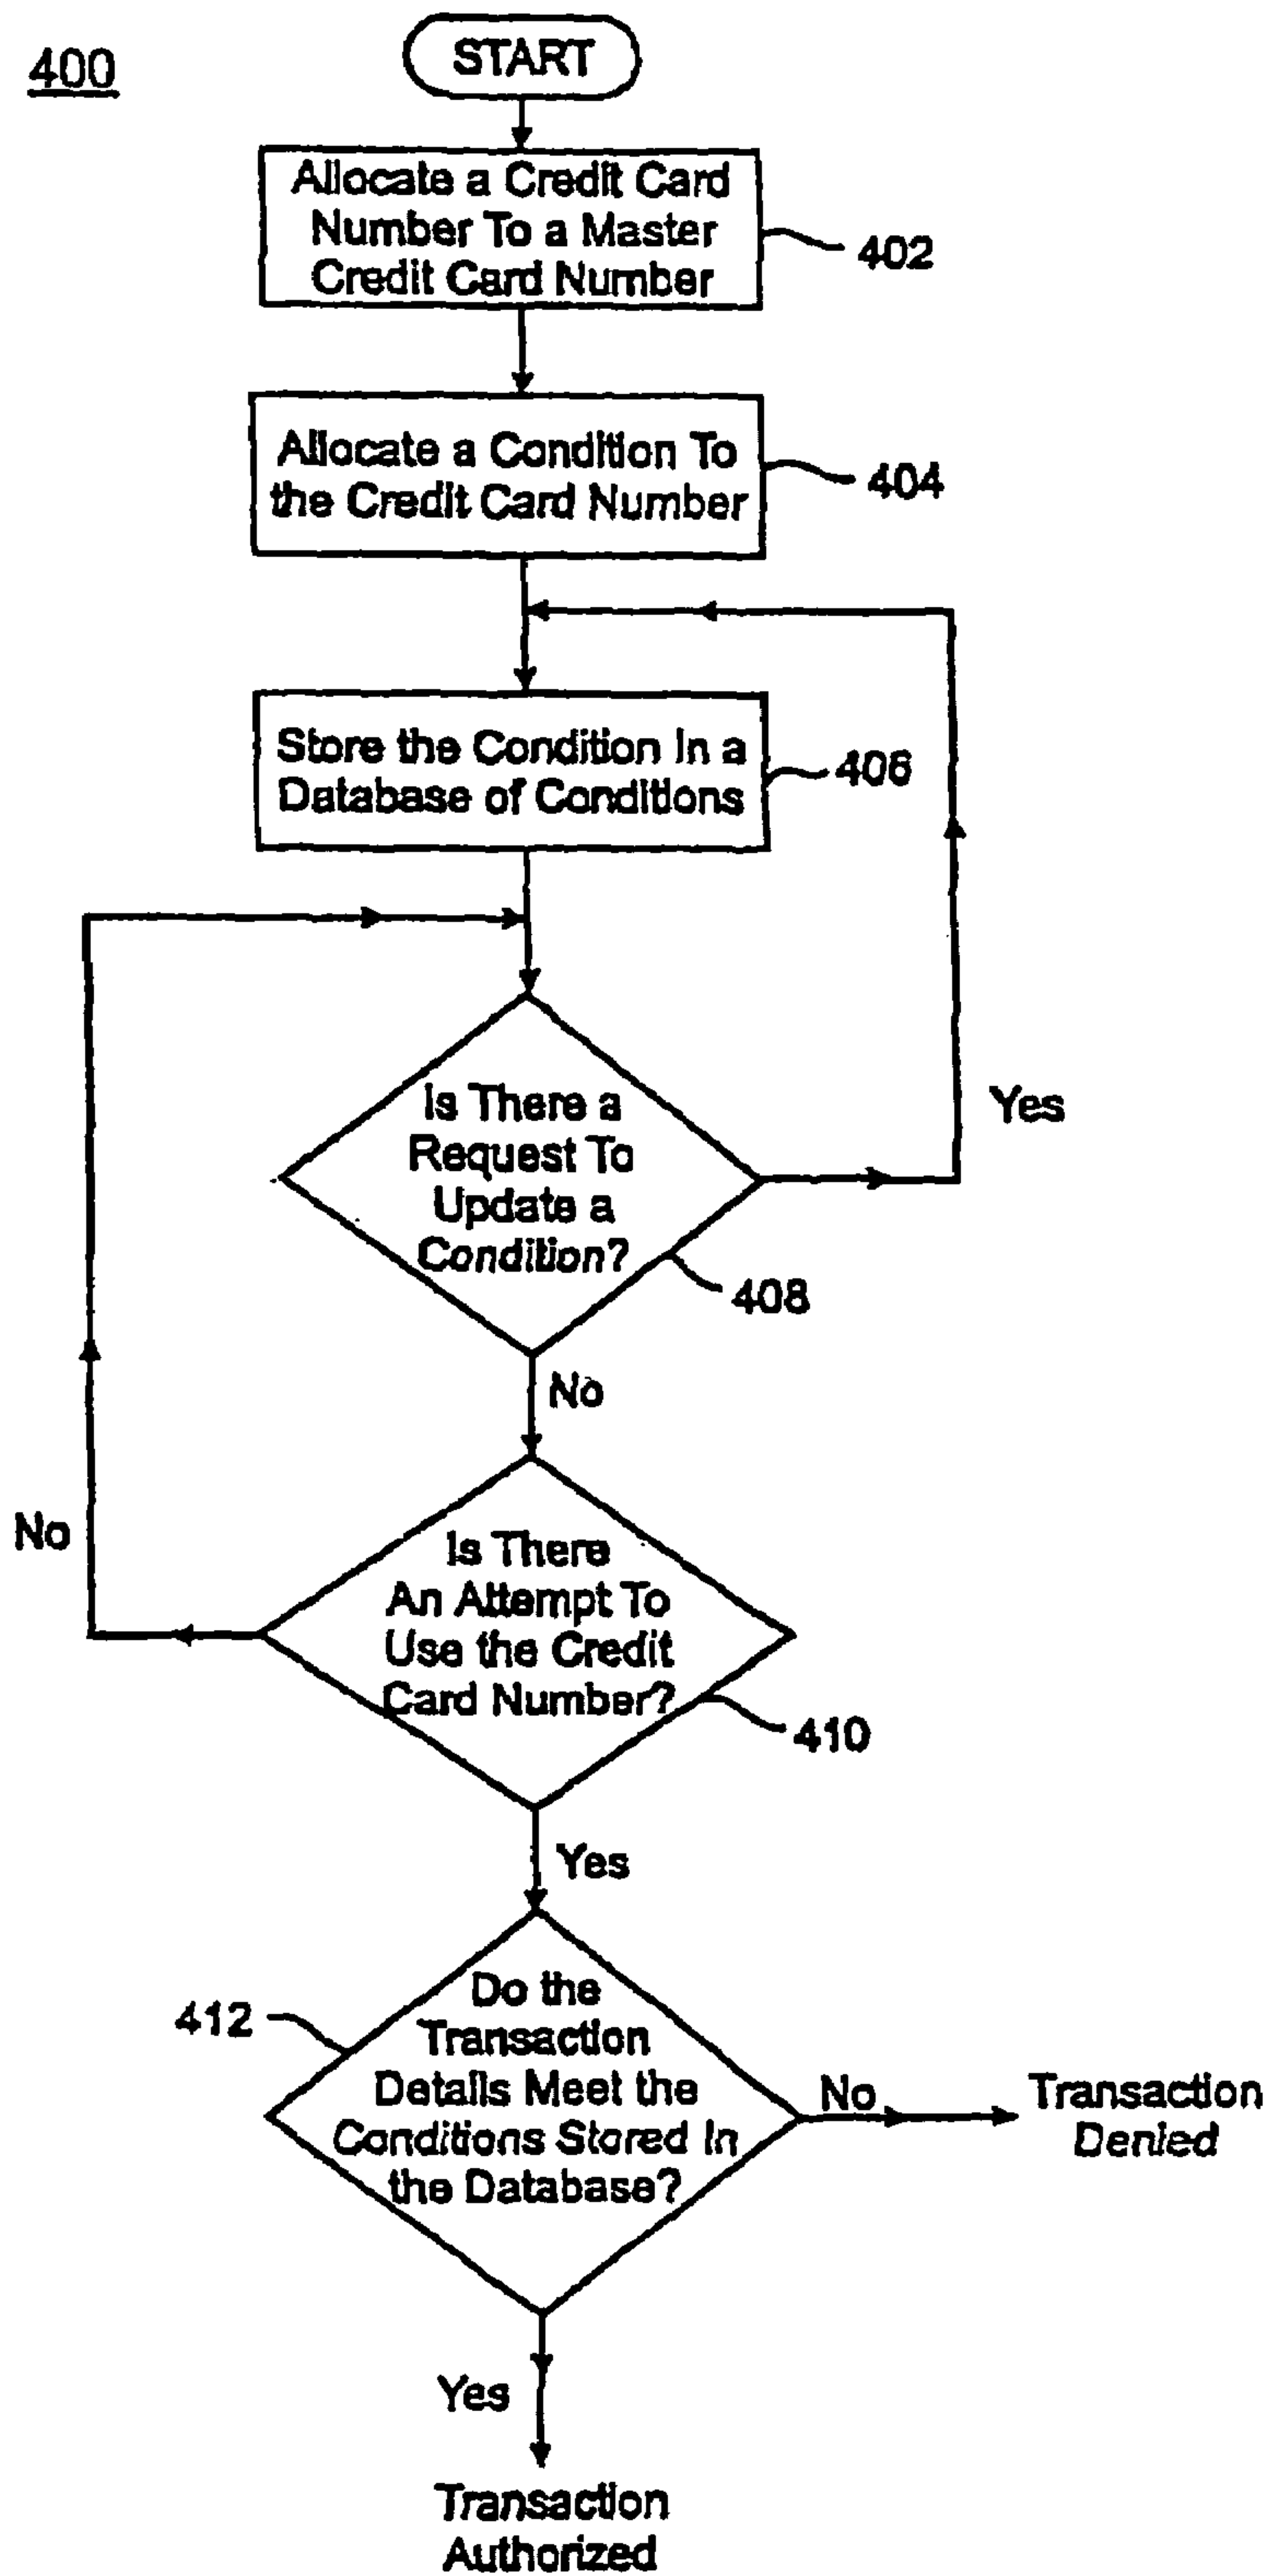 400
START
Allocate a Credit Card
Number To a Master
Credit Card Number
402
Allocate a Condition To
the Credit Card Number
404
Store the Condition In a
Database of Conditions
406
Is There a
Request To
Update a
Condition?
Yes
408
No
No
Is There
An Attempt To
Use the Credit
Card Number?
410
Yes
412
Do the
Transaction
Details Meet the
Conditions Stored In
the Database?
No
Transaction
Denied
Yes
Transaction
Authorized